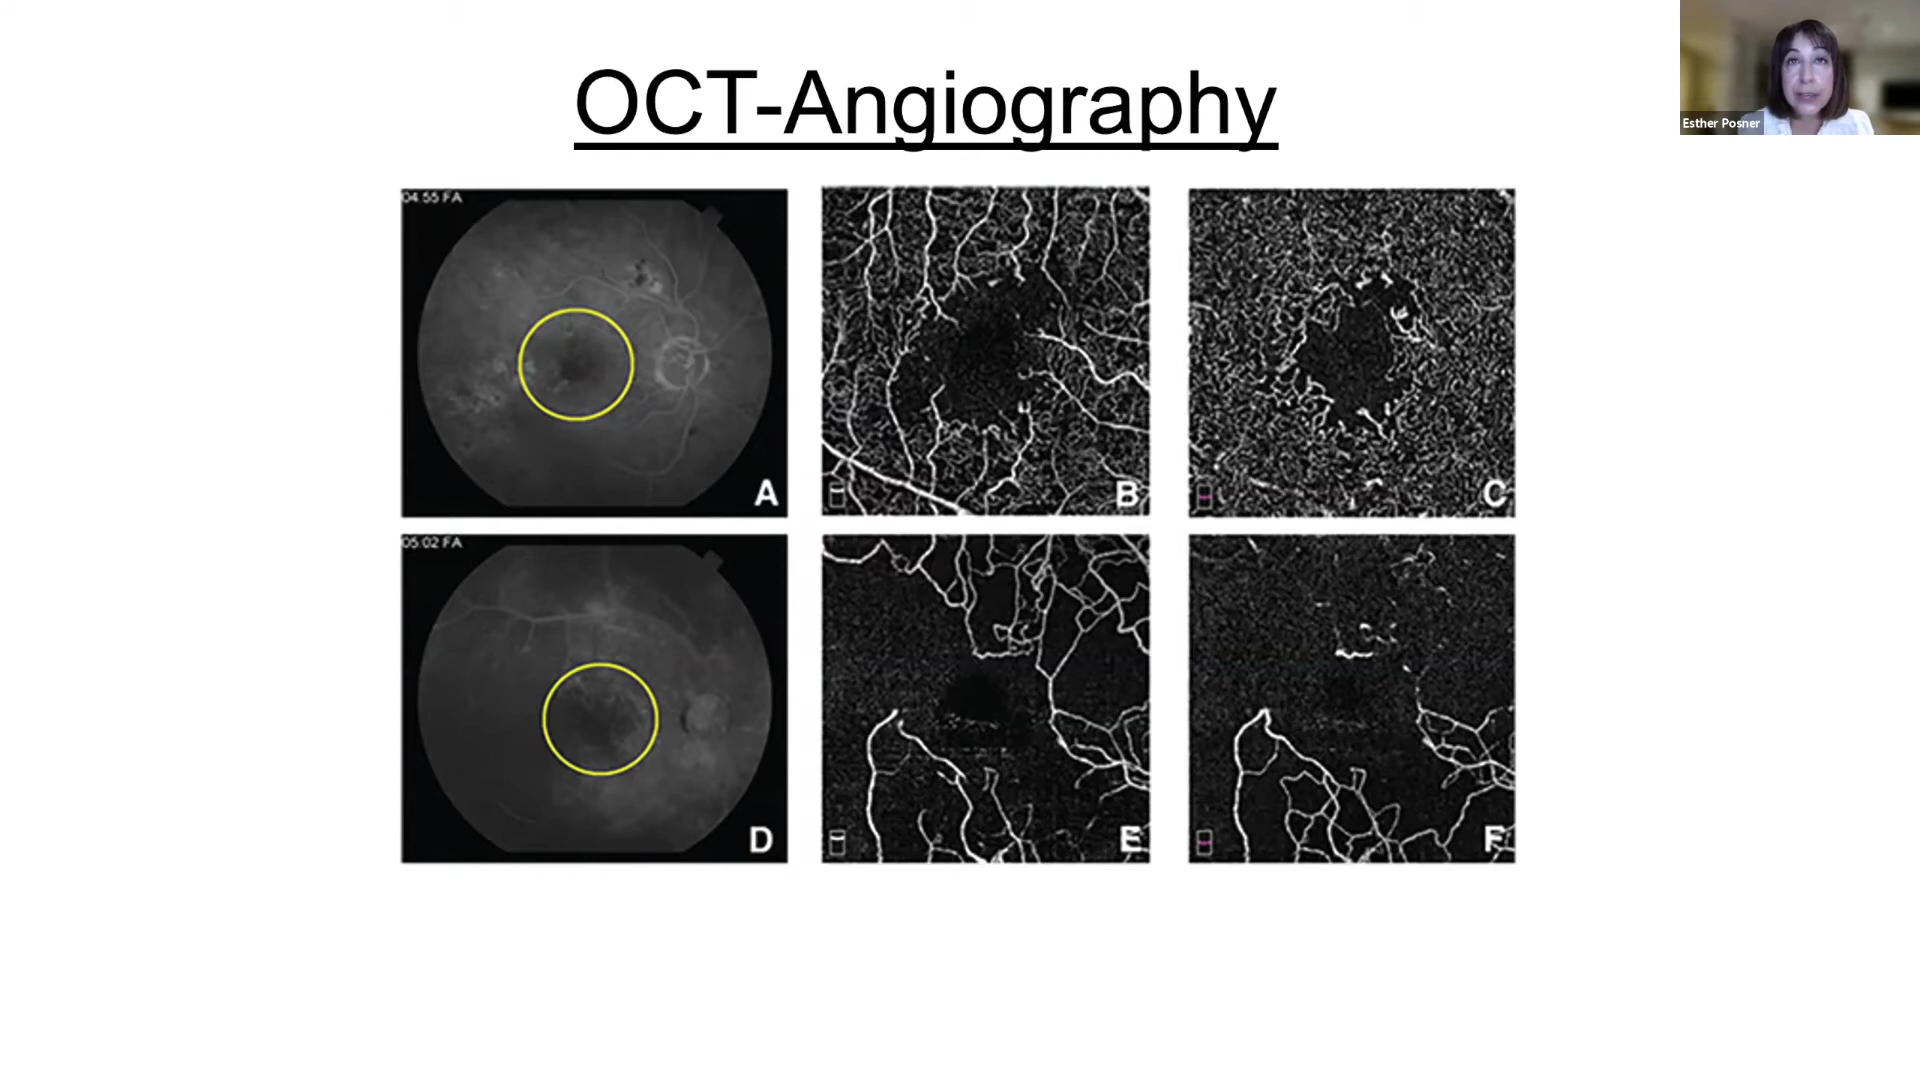 OCT-Angiography
Esther Posner
04:55 FA
A
B
C
05:02 FA
D
E
F